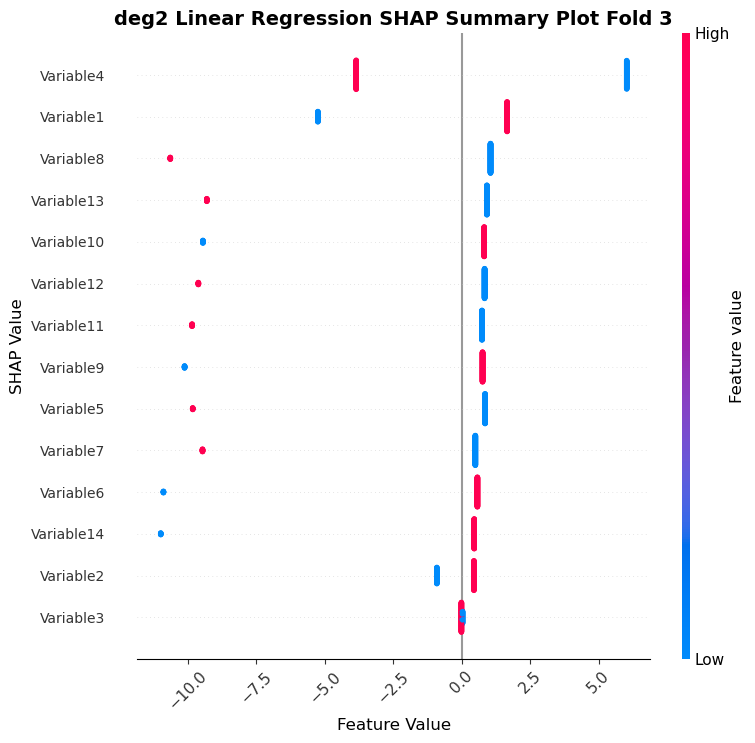 deg2 Linear Regression SHAP Summary Plot Fold 3
High
Variable4
Variable1
Variable8
Variable13
Variable10
Variable12
Variable11
Variable9
Variable5
Variable7
Variable6
Variable14
Variable2
Variable3
SHAP Value
Feature value
Low
−10.0
−7.5
−5.0
−2.5
0.0
2.5
5.0
Feature Value